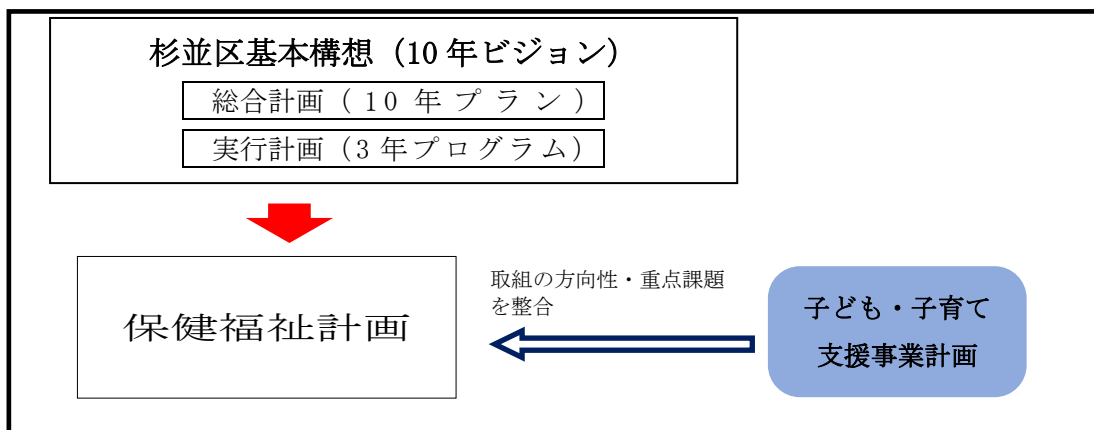 杉並区基本構想（10年ビジョン）
総合計画（10年プラン）
実行計画（3年プログラム）
保健福祉計画
取組の方向性・重点課題
を整合
子ども・子育て
支援事業計画